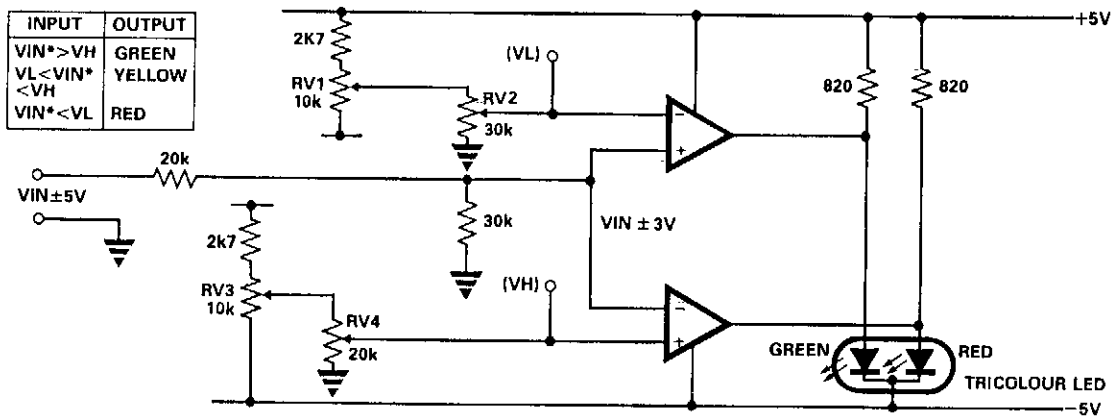 INPUT OUTPUT
VIN*>VH GREEN
VL<VIN* YELLOW
<VH
VIN*<VL RED
+5V
2K7
RV1
10k
RV2
30k
(VL)
−
+
820
820
20k
VIN±5V
30k
VIN ± 3V
2k7
RV3
10k
RV4
20k
(VH)
−
+
GREEN
RED
TRICOLOUR LED
−5V